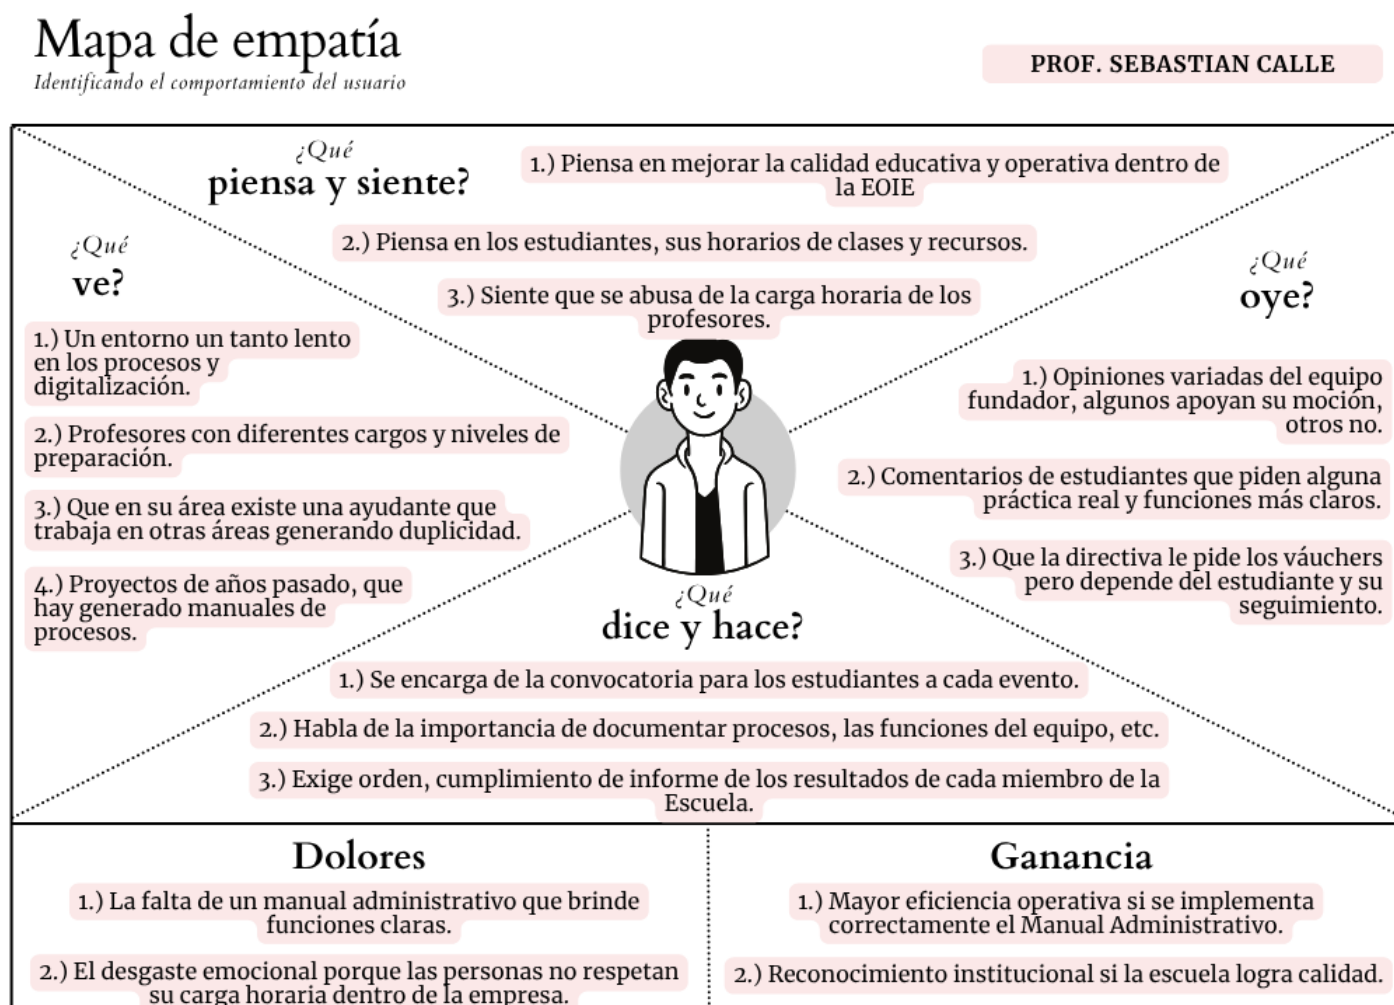 Mapa de empatía
Identificando el comportamiento del usuario
PROF. SEBASTIAN CALLE
¿Qué
piensa y siente?
1.) Piensa en mejorar la calidad educativa y operativa dentro de
la EOIE
2.) Piensa en los estudiantes, sus horarios de clases y recursos.
3.) Siente que se abusa de la carga horaria de los
profesores.
¿Qué
ve?
1.) Un entorno un tanto lento
en los procesos y
digitalización.
2.) Profesores con diferentes cargos y niveles de
preparación.
3.) Que en su área existe una ayudante que
trabaja en otras áreas generando duplicidad.
4.) Proyectos de años pasado, que
hay generado manuales de
procesos.
¿Qué
oye?
1.) Opiniones variadas del equipo
fundador, algunos apoyan su moción,
otros no.
2.) Comentarios de estudiantes que piden alguna
práctica real y funciones más claros.
3.) Que la directiva le pide los váuchers
pero depende del estudiante y su
seguimiento.
¿Qué
dice y hace?
1.) Se encarga de la convocatoria para los estudiantes a cada evento.
2.) Habla de la importancia de documentar procesos, las funciones del equipo, etc.
3.) Exige orden, cumplimiento de informe de los resultados de cada miembro de la
Escuela.
Dolores
1.) La falta de un manual administrativo que brinde
funciones claras.
2.) El desgaste emocional porque las personas no respetan
su carga horaria dentro de la empresa.
Ganancia
1.) Mayor eficiencia operativa si se implementa
correctamente el Manual Administrativo.
2.) Reconocimiento institucional si la escuela logra calidad.